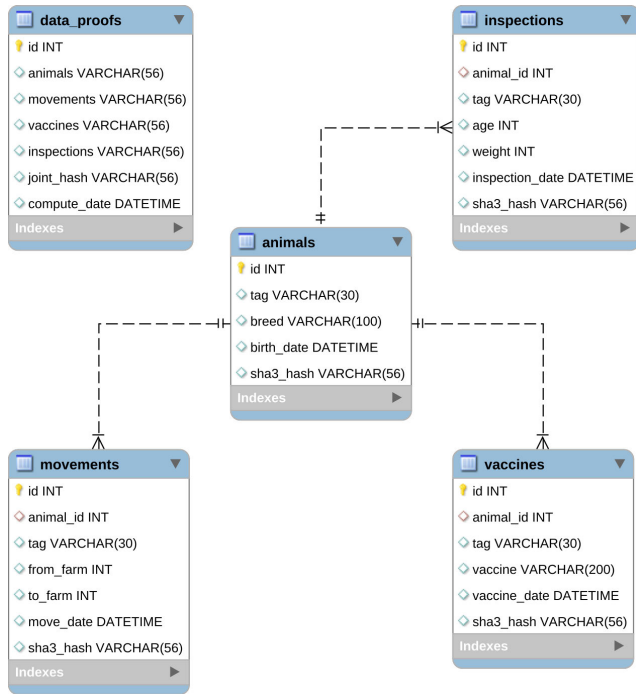 data_proofs
id INT
animals VARCHAR(56)
movements VARCHAR(56)
vaccines VARCHAR(56)
inspections VARCHAR(56)
joint_hash VARCHAR(56)
compute_date DATETIME
Indexes
inspections
id INT
animal_id INT
tag VARCHAR(30)
age INT
weight INT
inspection_date DATETIME
sha3_hash VARCHAR(56)
Indexes
animals
id INT
tag VARCHAR(30)
breed VARCHAR(100)
birth_date DATETIME
sha3_hash VARCHAR(56)
Indexes
movements
id INT
animal_id INT
tag VARCHAR(30)
from_farm INT
to_farm INT
move_date DATETIME
sha3_hash VARCHAR(56)
Indexes
vaccines
id INT
animal_id INT
tag VARCHAR(30)
vaccine VARCHAR(200)
vaccine_date DATETIME
sha3_hash VARCHAR(56)
Indexes